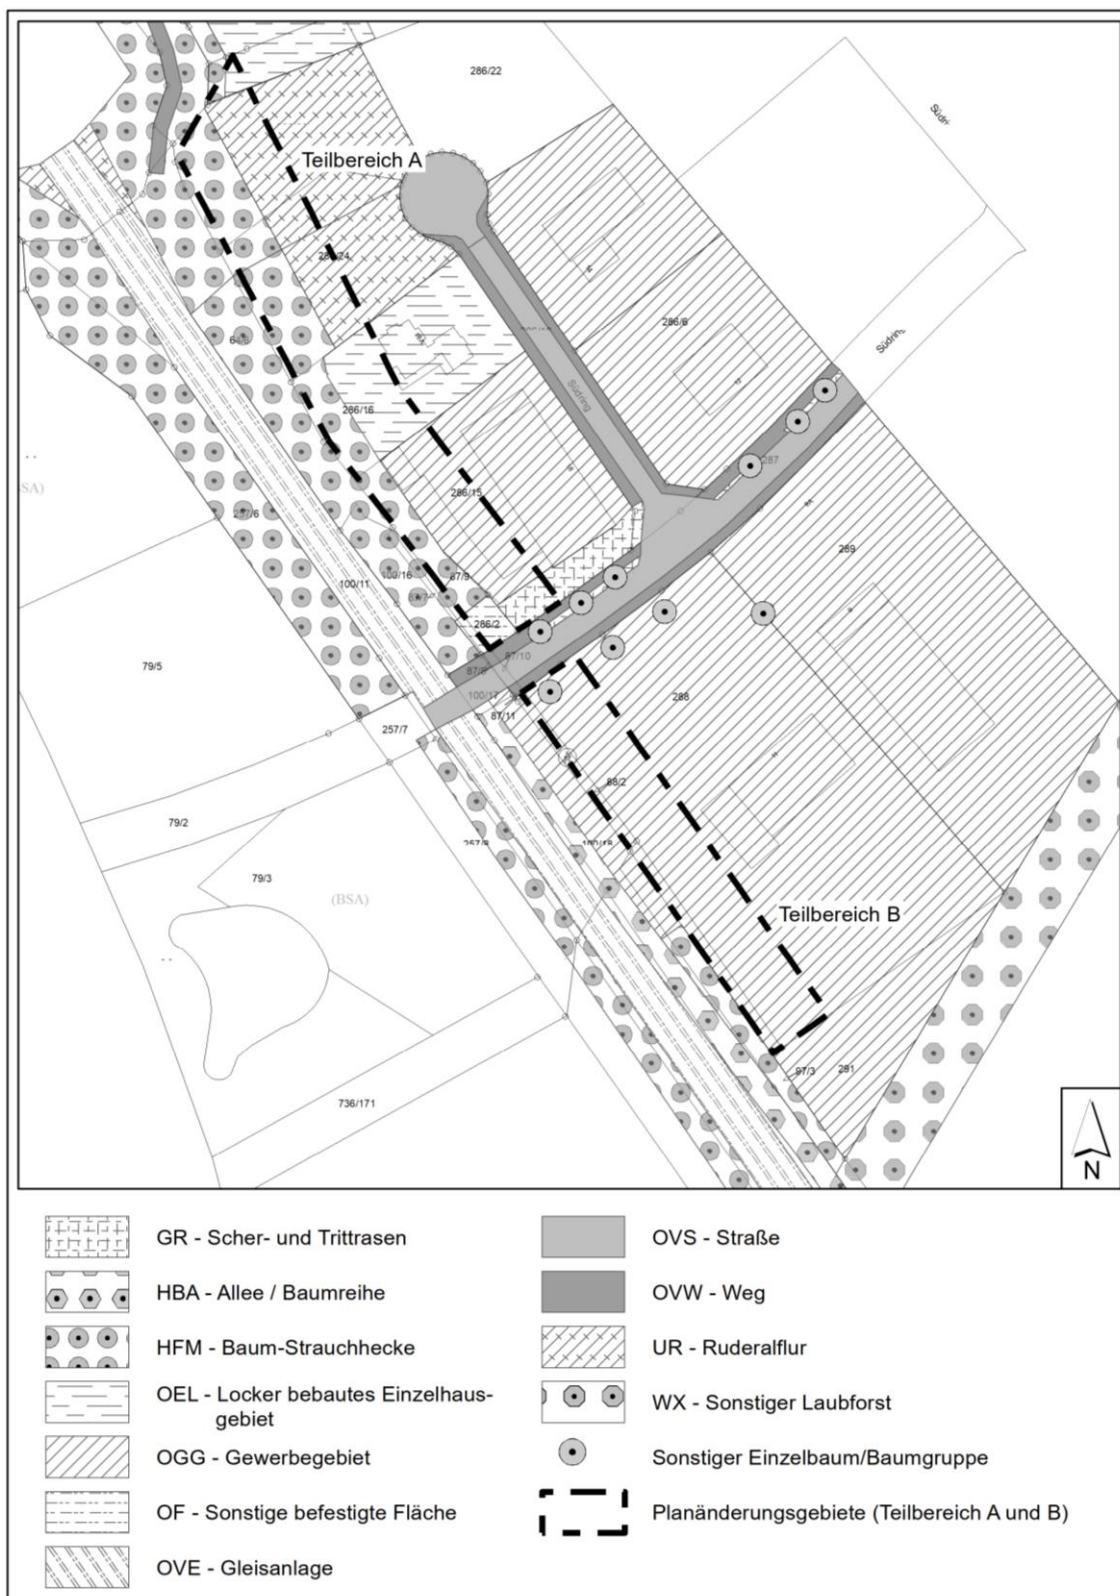 286/22
Südring
Teilbereich A
286/6
Südring
286/16
Südring
287
286/15
289
257/6
100/16
87/9
100/11
286/2
79/5
87/10
87/8
100/17
288
87/11
257/7
88/2
79/2
79/3
(BSA)
Teilbereich B
97/3
291
736/171
N
GR - Scher- und Trittrasen
HBA - Allee / Baumreihe
HFM - Baum-Strauchhecke
OEL - Locker bebautes Einzelhaus-
gebiet
OGG - Gewerbegebiet
OF - Sonstige befestigte Fläche
OVE - Gleisanlage
OVS - Straße
OVW - Weg
UR - Ruderalflur
WX - Sonstiger Laubforst
Sonstiger Einzelbaum/Baumgruppe
Planänderungsgebiete (Teilbereich A und B)